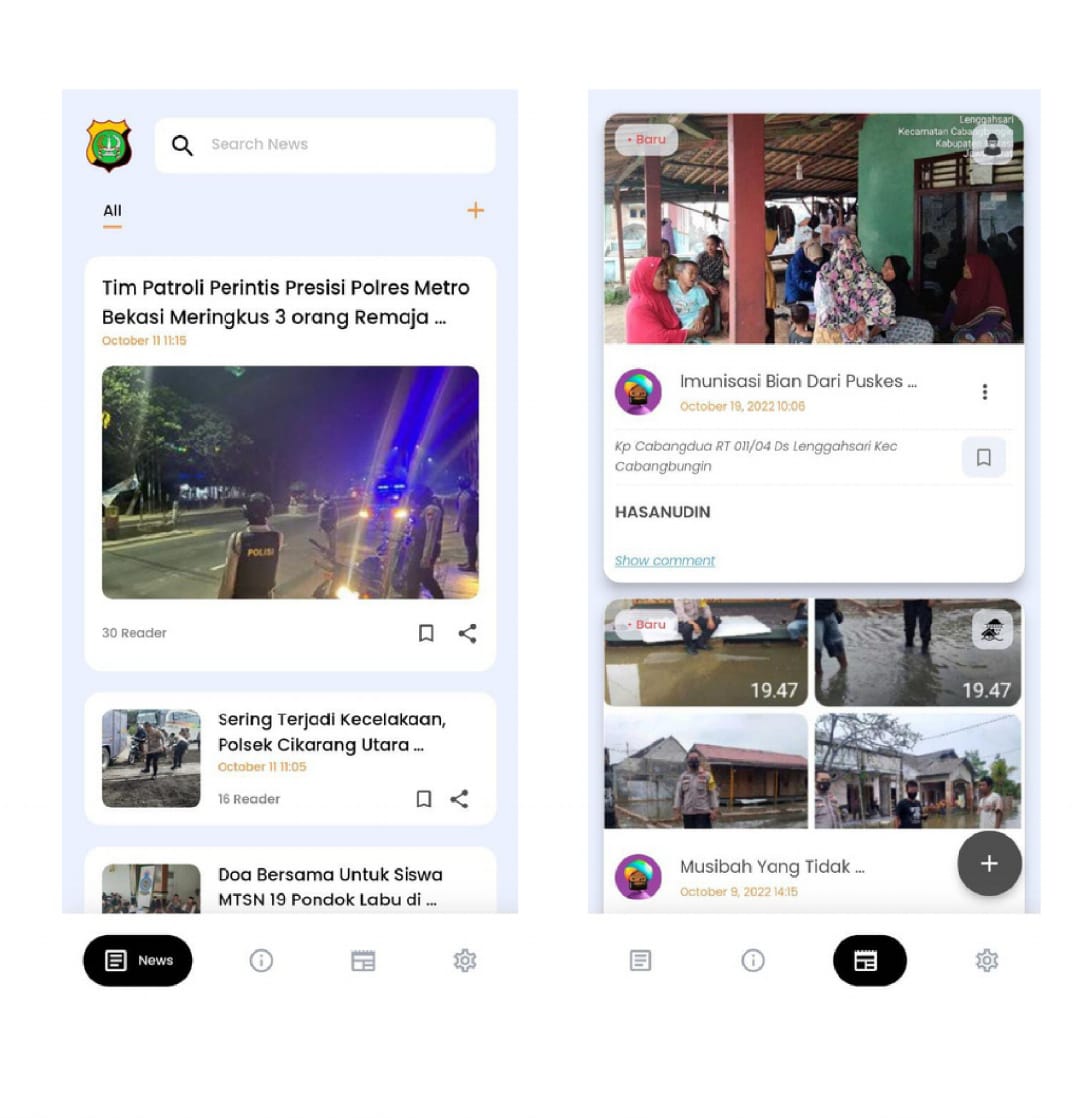 Search News
All
Tim Patroli Perintis Presisi Polres Metro
Bekasi Meringkus 3 orang Remaja ...
October 11 11:15
POLISI
30 Reader
Sering Terjadi Kecelakaan,
Polsek Cikarang Utara ...
October 11 11:05
16 Reader
Doa Bersama Untuk Siswa
MTSN 19 Pondok Labu di ...
News
Lenggahsari
Kecamatan Cabangbungin
Kabupaten
• Baru
Imunisasi Bian Dari Puskes ...
October 19, 2022 10:06
Kp Cabangdua RT 011/04 Ds Lenggahsari Kec
Cabangbungin
HASANUDIN
Show comment
• Baru
19.47
19.47
Musibah Yang Tidak ...
October 9, 2022 14:15